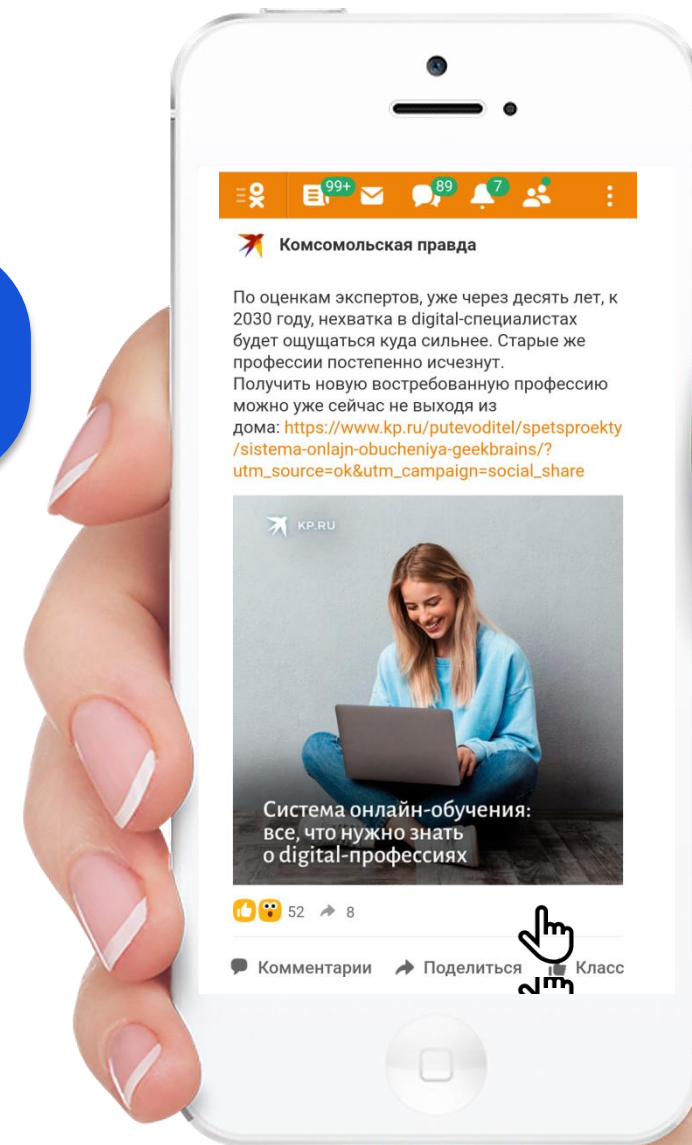 99+ 89 7
Комсомольская правда
По оценкам экспертов, уже через десять лет, к
2030 году, нехватка в digital-специалистах
будет ощущаться куда сильнее. Старые же
профессии постепенно исчезнут.
Получить новую востребованную профессию
можно уже сейчас не выходя из
дома: https://www.kp.ru/putevoditel/spetsproekty
/sistema-onlajn-obucheniya-geekbrains/?
utm_source=ok&utm_campaign=social_share
KP.RU
Система онлайн-обучения:
все, что нужно знать
о digital-профессиях
52 8
Комментарии Поделиться Класс